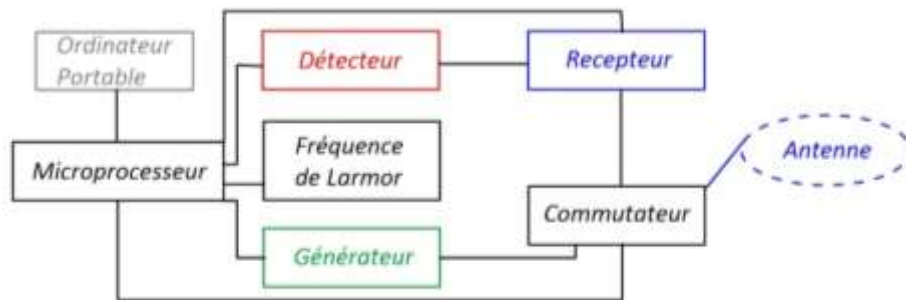 Ordinateur
Portable
Détecteur
Recepteur
Microprocesseur
Fréquence
de Larmor
Antenne
Commutateur
Générateur